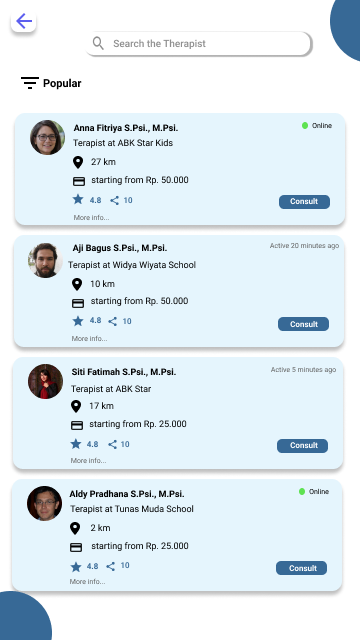 Search the Therapist
Popular
Anna Fitriya S.Psi., M.Psi.
Online
Terapist at ABK Star Kids
27 km
starting from Rp. 50.000
4.8 10
Consult
More info...
Aji Bagus S.Psi., M.Psi.
Active 20 minutes ago
Terapist at Widya Wiyata School
10 km
starting from Rp. 50.000
4.8 10
Consult
More info...
Siti Fatimah S.Psi., M.Psi.
Active 5 minutes ago
Terapist at ABK Star
17 km
starting from Rp. 25.000
4.8 10
Consult
More info...
Aldy Pradhana S.Psi., M.Psi.
Online
Terapist at Tunas Muda School
2 km
starting from Rp. 25.000
4.8 10
Consult
More info...